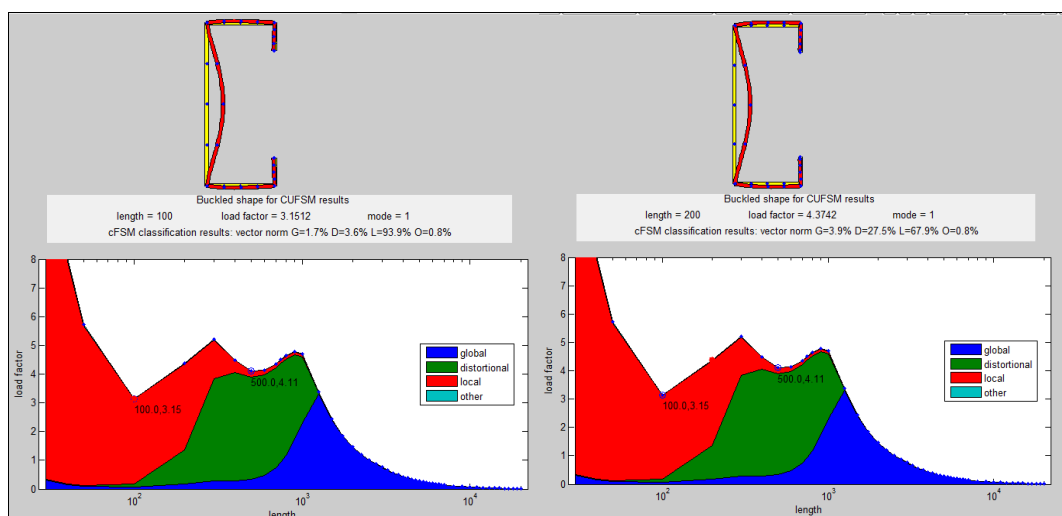 Buckled shape for CUFSM results
length = 100 load factor = 3.1512 mode = 1
cFSM classification results: vector norm G=1.7% D=3.6% L=93.9% O=0.8%
8
7
6
5
4
3
2
1
0
load factor
100.0,3.15
500.0,4.11
global
distortional
local
other
10^2
10^3
10^4
length
Buckled shape for CUFSM results
length = 200 load factor = 4.3742 mode = 1
cFSM classification results: vector norm G=3.9% D=27.5% L=67.9% O=0.8%
8
7
6
5
4
3
2
1
0
load factor
100.0,3.15
500.0,4.11
global
distortional
local
other
10^2
10^3
10^4
length